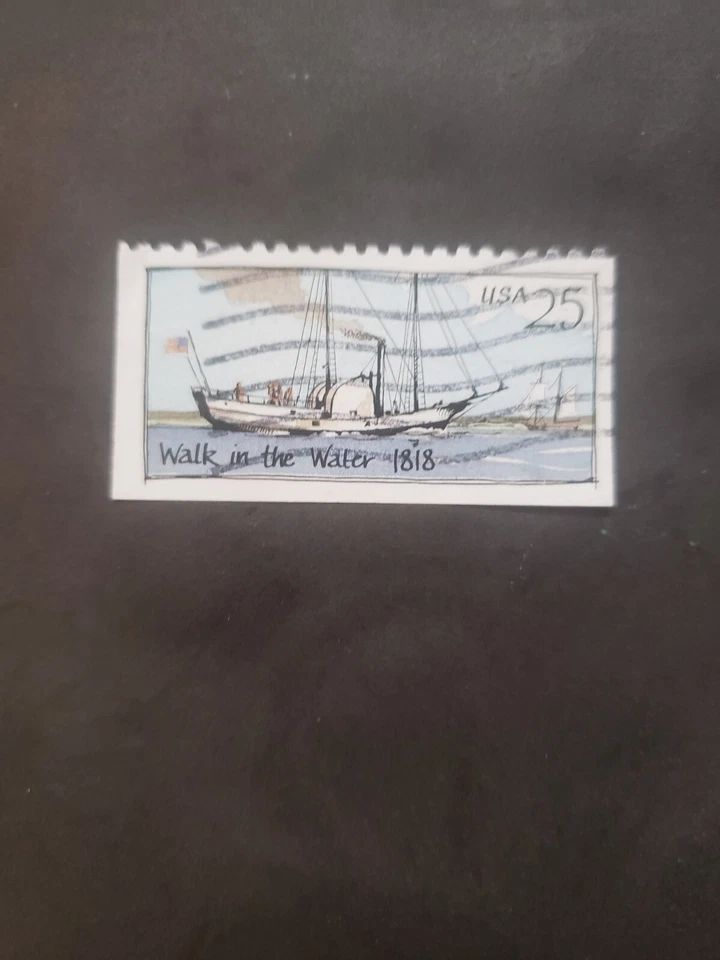 USA 25
Walk in the Water 1818